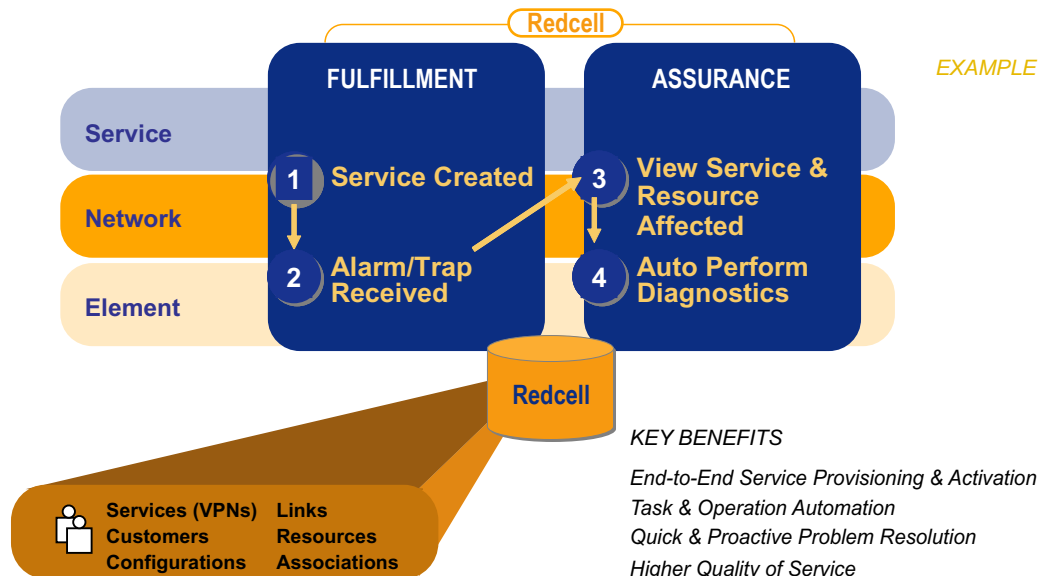 Redcell
EXAMPLE
FULFILLMENT
ASSURANCE
Service
Network
Element
1 Service Created
2 Alarm/Trap
Received
3 View Service &
Resource
Affected
4 Auto Perform
Diagnostics
Redcell
Services (VPNs) Links
Customers Resources
Configurations Associations
KEY BENEFITS
End-to-End Service Provisioning & Activation
Task & Operation Automation
Quick & Proactive Problem Resolution
Higher Quality of Service